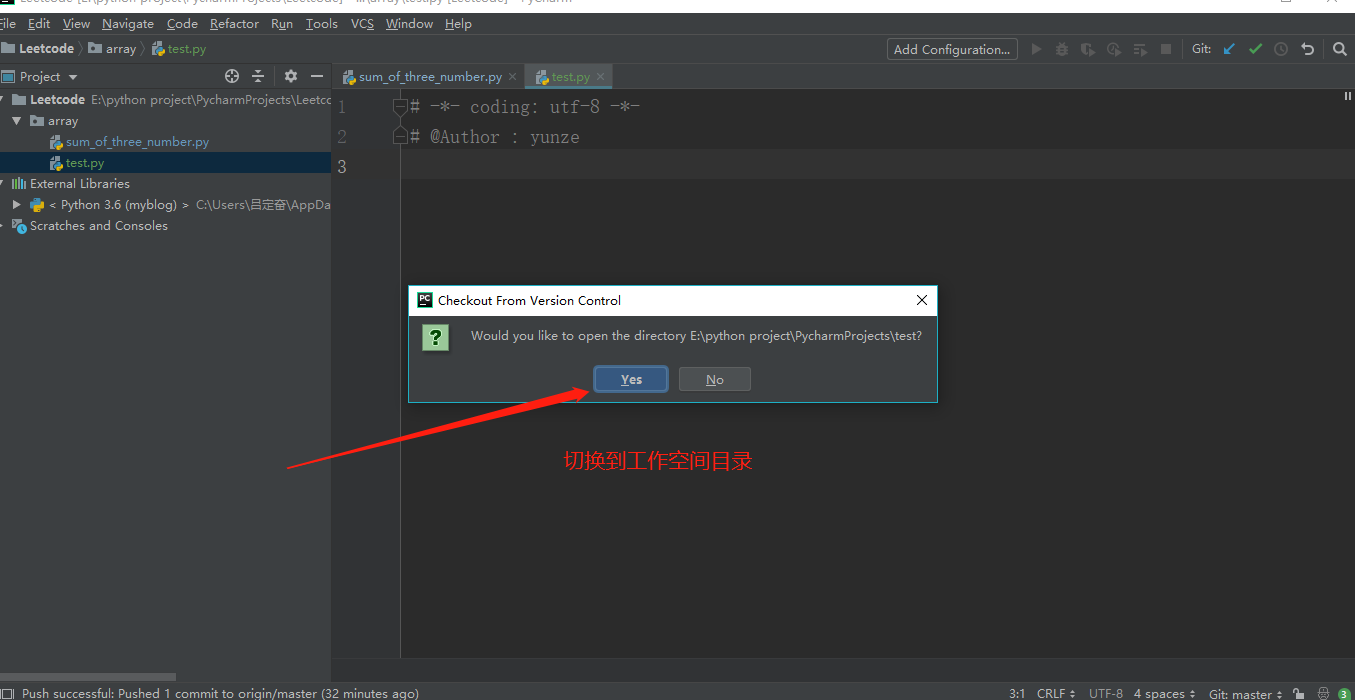 File Edit View Navigate Code Refactor Run Tools VCS Window Help
Leetcode array test.py Add Configuration... Git:
Project sum_of_three_number.py test.py
Leetcode E:\python project\PycharmProjects\Leetco
array
sum_of_three_number.py
test.py
External Libraries
< Python 3.6 (myblog) > C:\Users\吕定奋\AppDa
Scratches and Consoles
1 # -*- coding: utf-8 -*-
2 # @Author : yunze
3
PC Checkout From Version Control
? Would you like to open the directory E:\python project\PycharmProjects\test?
Yes No
切换到工作空间目录
Push successful: Pushed 1 commit to origin/master (32 minutes ago) 3:1 CRLF UTF-8 4 spaces Git: master 3